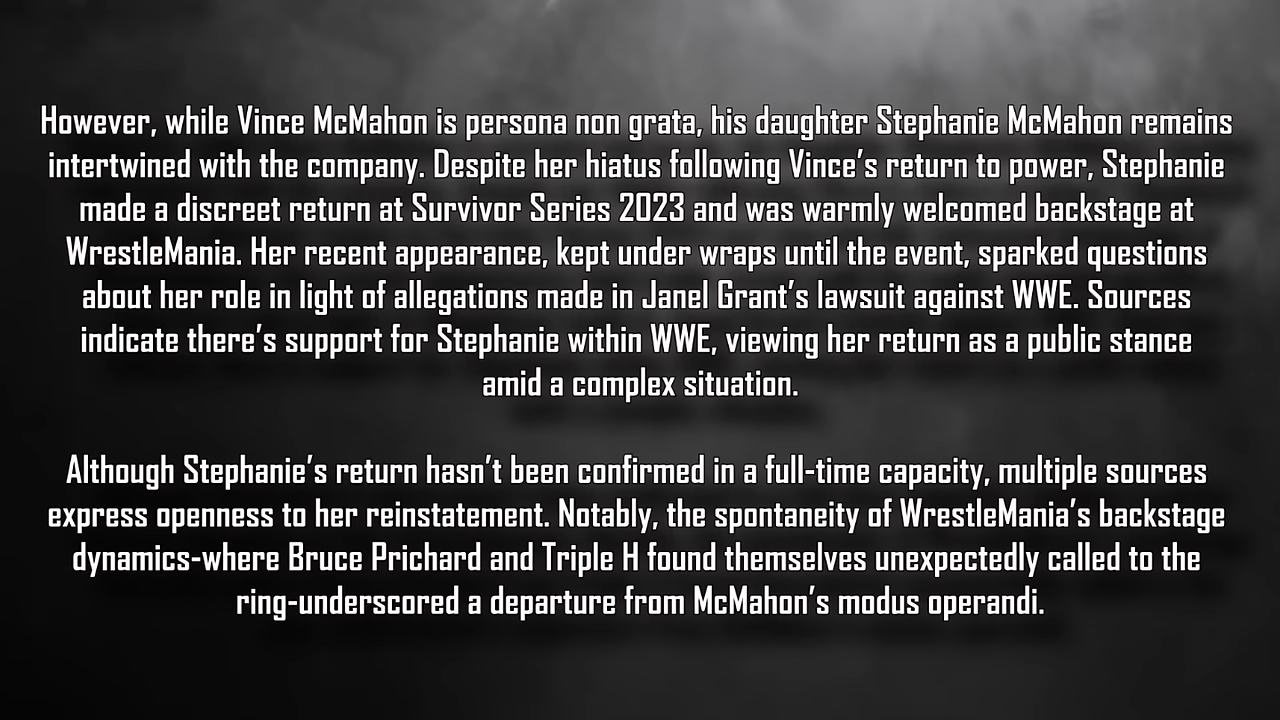 However, while Vince McMahon is persona non grata, his daughter Stephanie McMahon remains
intertwined with the company. Despite her hiatus following Vince’s return to power, Stephanie
made a discreet return at Survivor Series 2023 and was warmly welcomed backstage at
WrestleMania. Her recent appearance, kept under wraps until the event, sparked questions
about her role in light of allegations made in Janel Grant’s lawsuit against WWE. Sources
indicate there’s support for Stephanie within WWE, viewing her return as a public stance
amid a complex situation.
Although Stephanie’s return hasn’t been confirmed in a full-time capacity, multiple sources
express openness to her reinstatement. Notably, the spontaneity of WrestleMania’s backstage
dynamics-where Bruce Prichard and Triple H found themselves unexpectedly called to the
ring-underscored a departure from McMahon’s modus operandi.